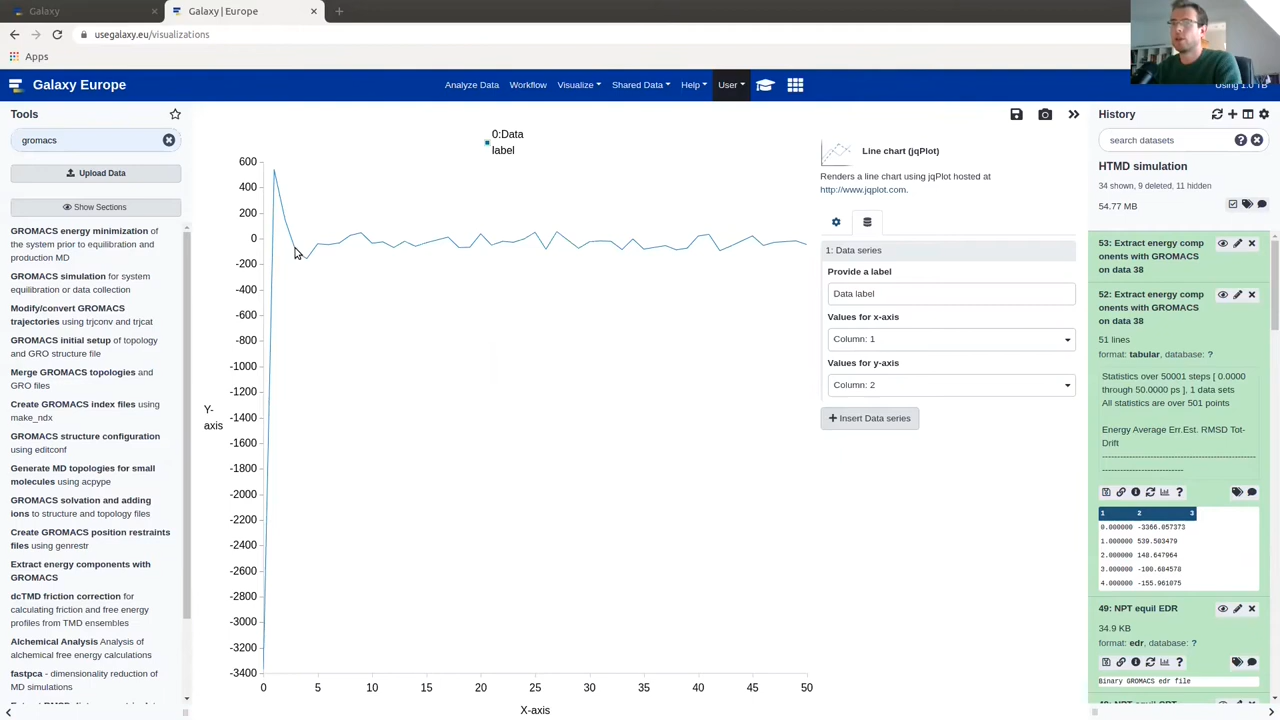 Galaxy
Galaxy | Europe
usegalaxy.eu/visualizations
Apps
Galaxy Europe
Analyze Data
Workflow
Visualize
Shared Data
Help
User
Using 1.0 TB
Tools
gromacs
Upload Data
Show Sections
GROMACS energy minimization of
the system prior to equilibration and
production MD
GROMACS simulation for system
equilibration or data collection
Modify/convert GROMACS
trajectories using trjconv and trjcat
GROMACS initial setup of topology
and GRO structure file
Merge GROMACS topologies and
GRO files
Create GROMACS index files using
make_ndx
GROMACS structure configuration
using editconf
Generate MD topologies for small
molecules using acpype
GROMACS solvation and adding
ions to structure and topology files
Create GROMACS position restraints
files using genrestr
Extract energy components with
GROMACS
dcTMD friction correction for
calculating friction and free energy
profiles from TMD ensembles
Alchemical Analysis Analysis of
alchemical free energy calculations
fastpca - dimensionality reduction of
MD simulations
0:Data
label
600
400
200
0
-200
-400
-600
-800
-1000
-1200
-1400
-1600
-1800
-2000
-2200
-2400
-2600
-2800
-3000
-3200
-3400
Y-
axis
0 5 10 15 20 25 30 35 40 45 50
X-axis
Line chart (jqPlot)
Renders a line chart using jqPlot hosted at
http://www.jqplot.com.
1: Data series
Provide a label
Data label
Values for x-axis
Column: 1
Values for y-axis
Column: 2
Insert Data series
History
search datasets
HTMD simulation
34 shown, 9 deleted, 11 hidden
54.77 MB
53: Extract energy comp
onents with GROMACS
on data 38
52: Extract energy comp
onents with GROMACS
on data 38
51 lines
format: tabular, database: ?
Statistics over 50001 steps [ 0.0000
through 50.0000 ps ], 1 data sets
All statistics are over 501 points
Energy Average Err.Est. RMSD Tot-
Drift
-------------------------------------------------
--------------------------
1 2 3
0.000000 -3366.057373
1.000000 539.503479
2.000000 148.647964
3.000000 -100.684578
4.000000 -155.961075
49: NPT equil EDR
34.9 KB
format: edr, database: ?
Binary GROMACS edr file